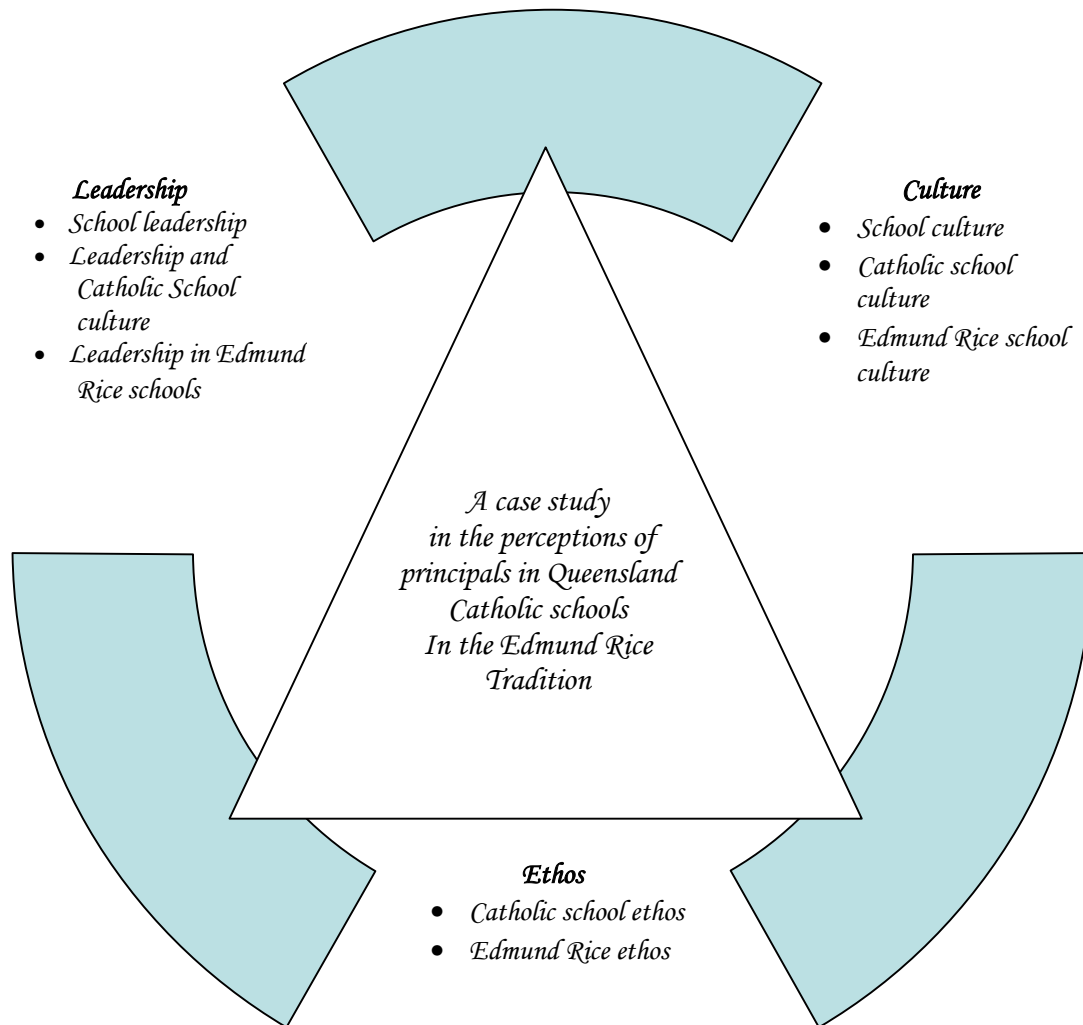 Leadership
• School leadership
• Leadership and
Catholic School
culture
• Leadership in Edmund
Rice schools
Culture
• School culture
• Catholic school
culture
• Edmund Rice school
culture
A case study
in the perceptions of
principals in Queensland
Catholic schools
In the Edmund Rice
Tradition
Ethos
• Catholic school ethos
• Edmund Rice ethos